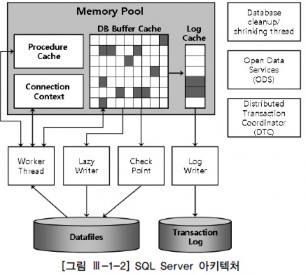 Memory Pool
DB Buffer Cache
Log
Cache
Procedure
Cache
Connection
Context
Database
cleanup/
shrinking thread
Open Data
Services
(ODS)
Distributed
Transaction
Coordinator
(DTC)
Worker
Thread
Lazy
Writer
Check
Point
Log
Writer
Datafiles
Transaction
Log
[그림 Ⅲ-1-2] SQL Server 아키텍처